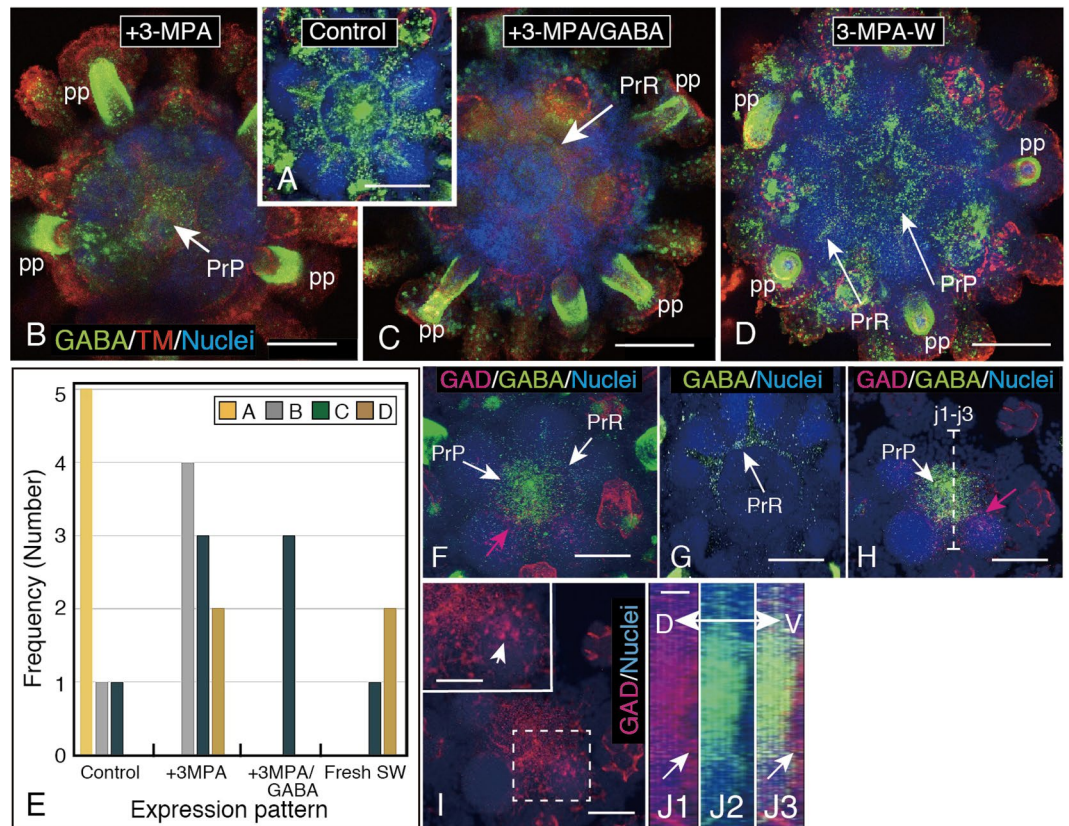 +3-MPA
Control
+3-MPA/GABA
3-MPA-W
pp
pp
pp
PrP
B
GABA/TM/Nuclei
A
PrR
pp
pp
pp
C
pp
pp
pp
pp
PrR
PrP
D
5
4
3
2
1
0
Frequency (Number)
A B C D
Control
+3MPA
+3MPA/
GABA
Fresh SW
E
Expression pattern
GAD/GABA/Nuclei
PrP
PrR
F
GABA/Nuclei
PrR
G
GAD/GABA/Nuclei
j1-j3
PrP
H
GAD/Nuclei
I
D
V
J1
J2
J3